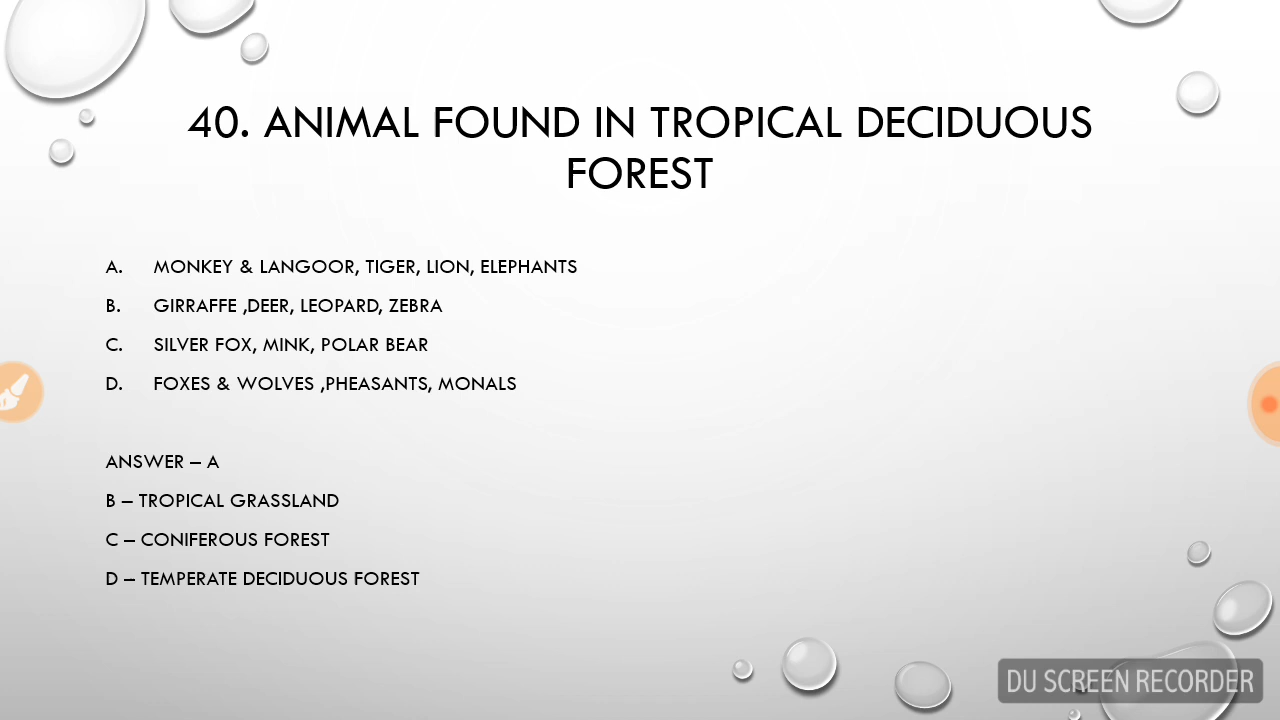 40. ANIMAL FOUND IN TROPICAL DECIDUOUS
FOREST
A. MONKEY & LANGOOR, TIGER, LION, ELEPHANTS
B. GIRRAFFE ,DEER, LEOPARD, ZEBRA
C. SILVER FOX, MINK, POLAR BEAR
D. FOXES & WOLVES ,PHEASANTS, MONALS
ANSWER – A
B – TROPICAL GRASSLAND
C – CONIFEROUS FOREST
D – TEMPERATE DECIDUOUS FOREST
DU SCREEN RECORDER